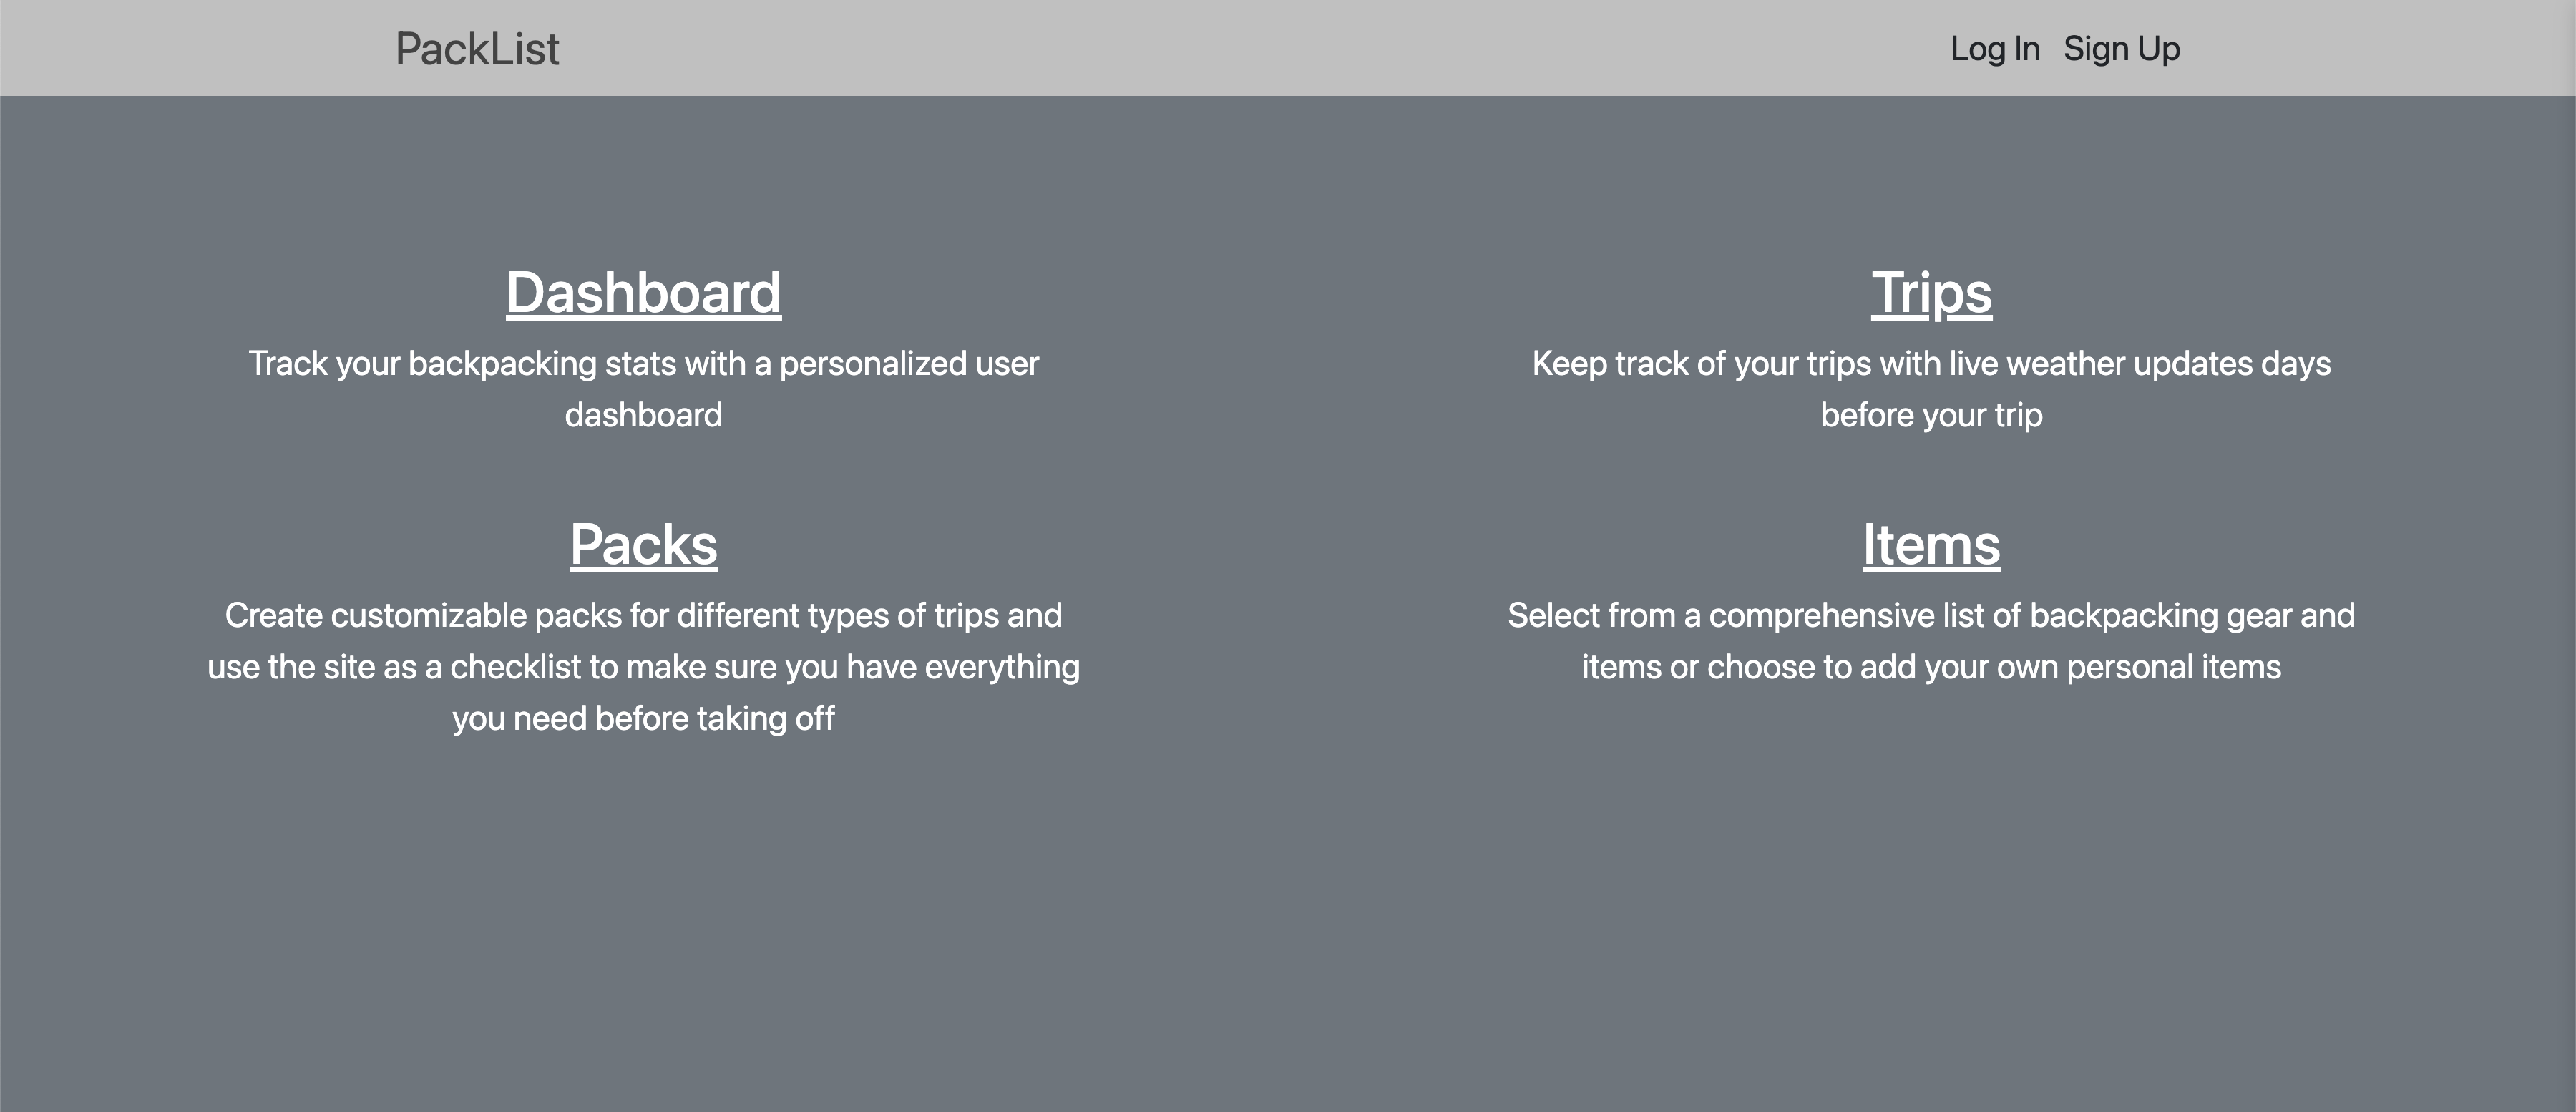 PackList
Log In Sign Up
Dashboard
Track your backpacking stats with a personalized user
dashboard
Trips
Keep track of your trips with live weather updates days
before your trip
Packs
Create customizable packs for different types of trips and
use the site as a checklist to make sure you have everything
you need before taking off
Items
Select from a comprehensive list of backpacking gear and
items or choose to add your own personal items